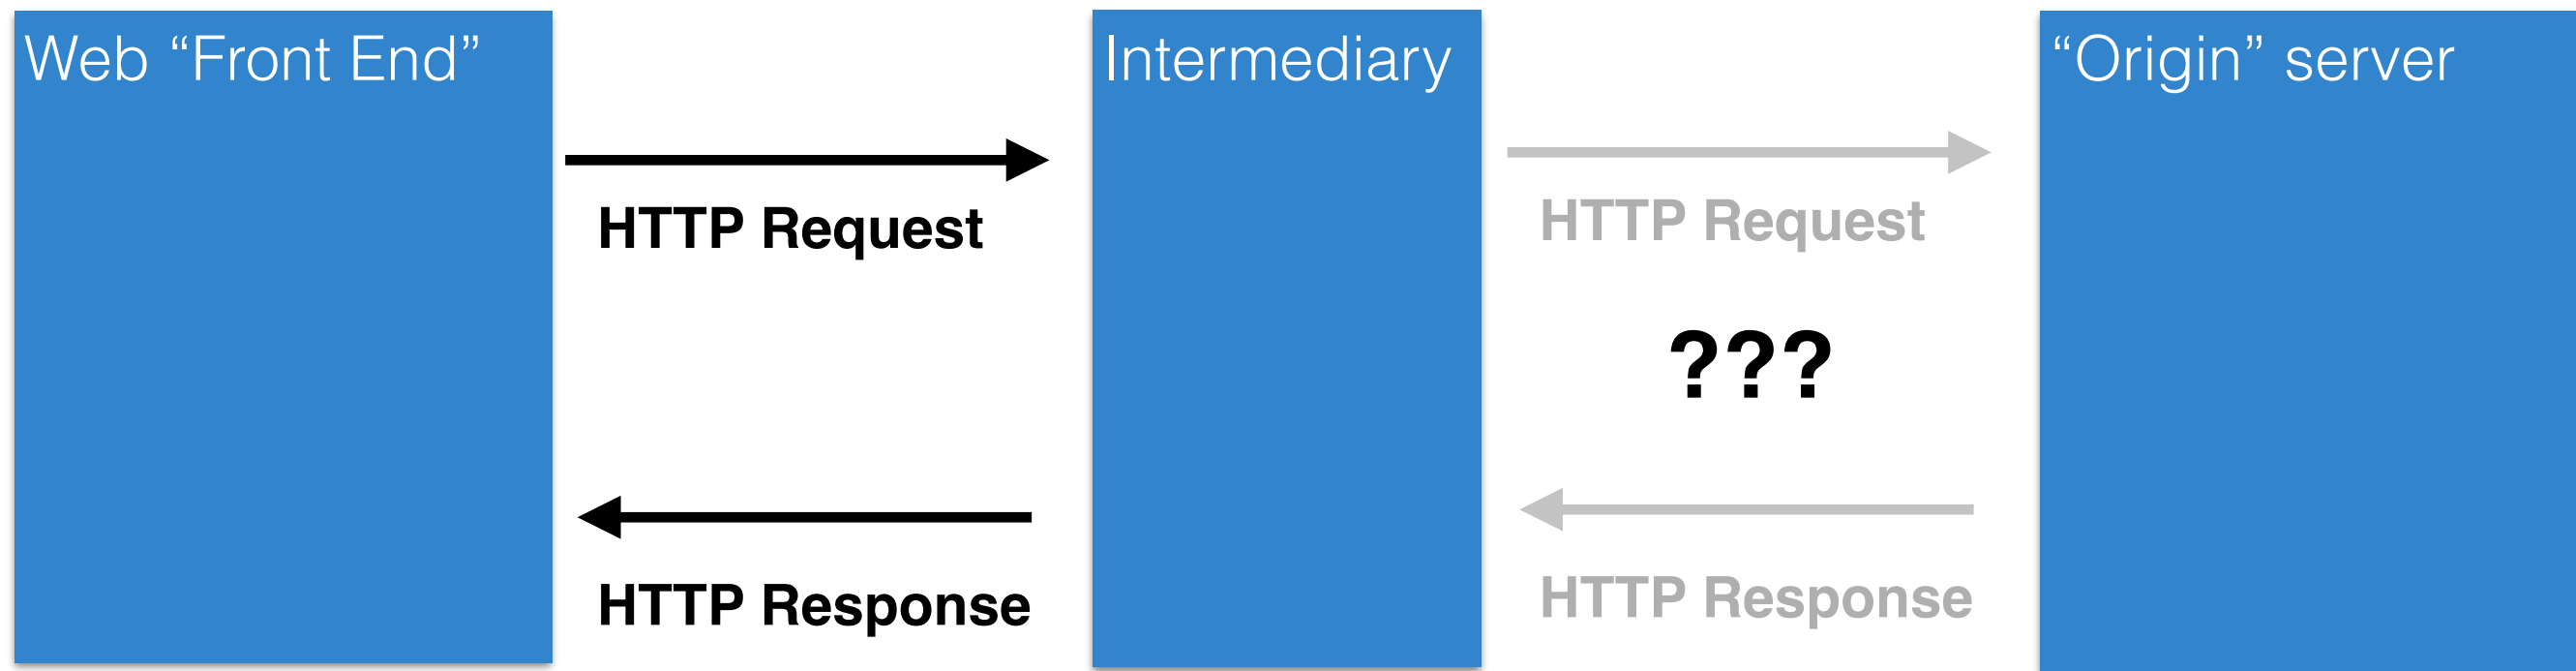 Web “Front End”
Intermediary
“Origin” server
HTTP Request
HTTP Request
???
HTTP Response
HTTP Response